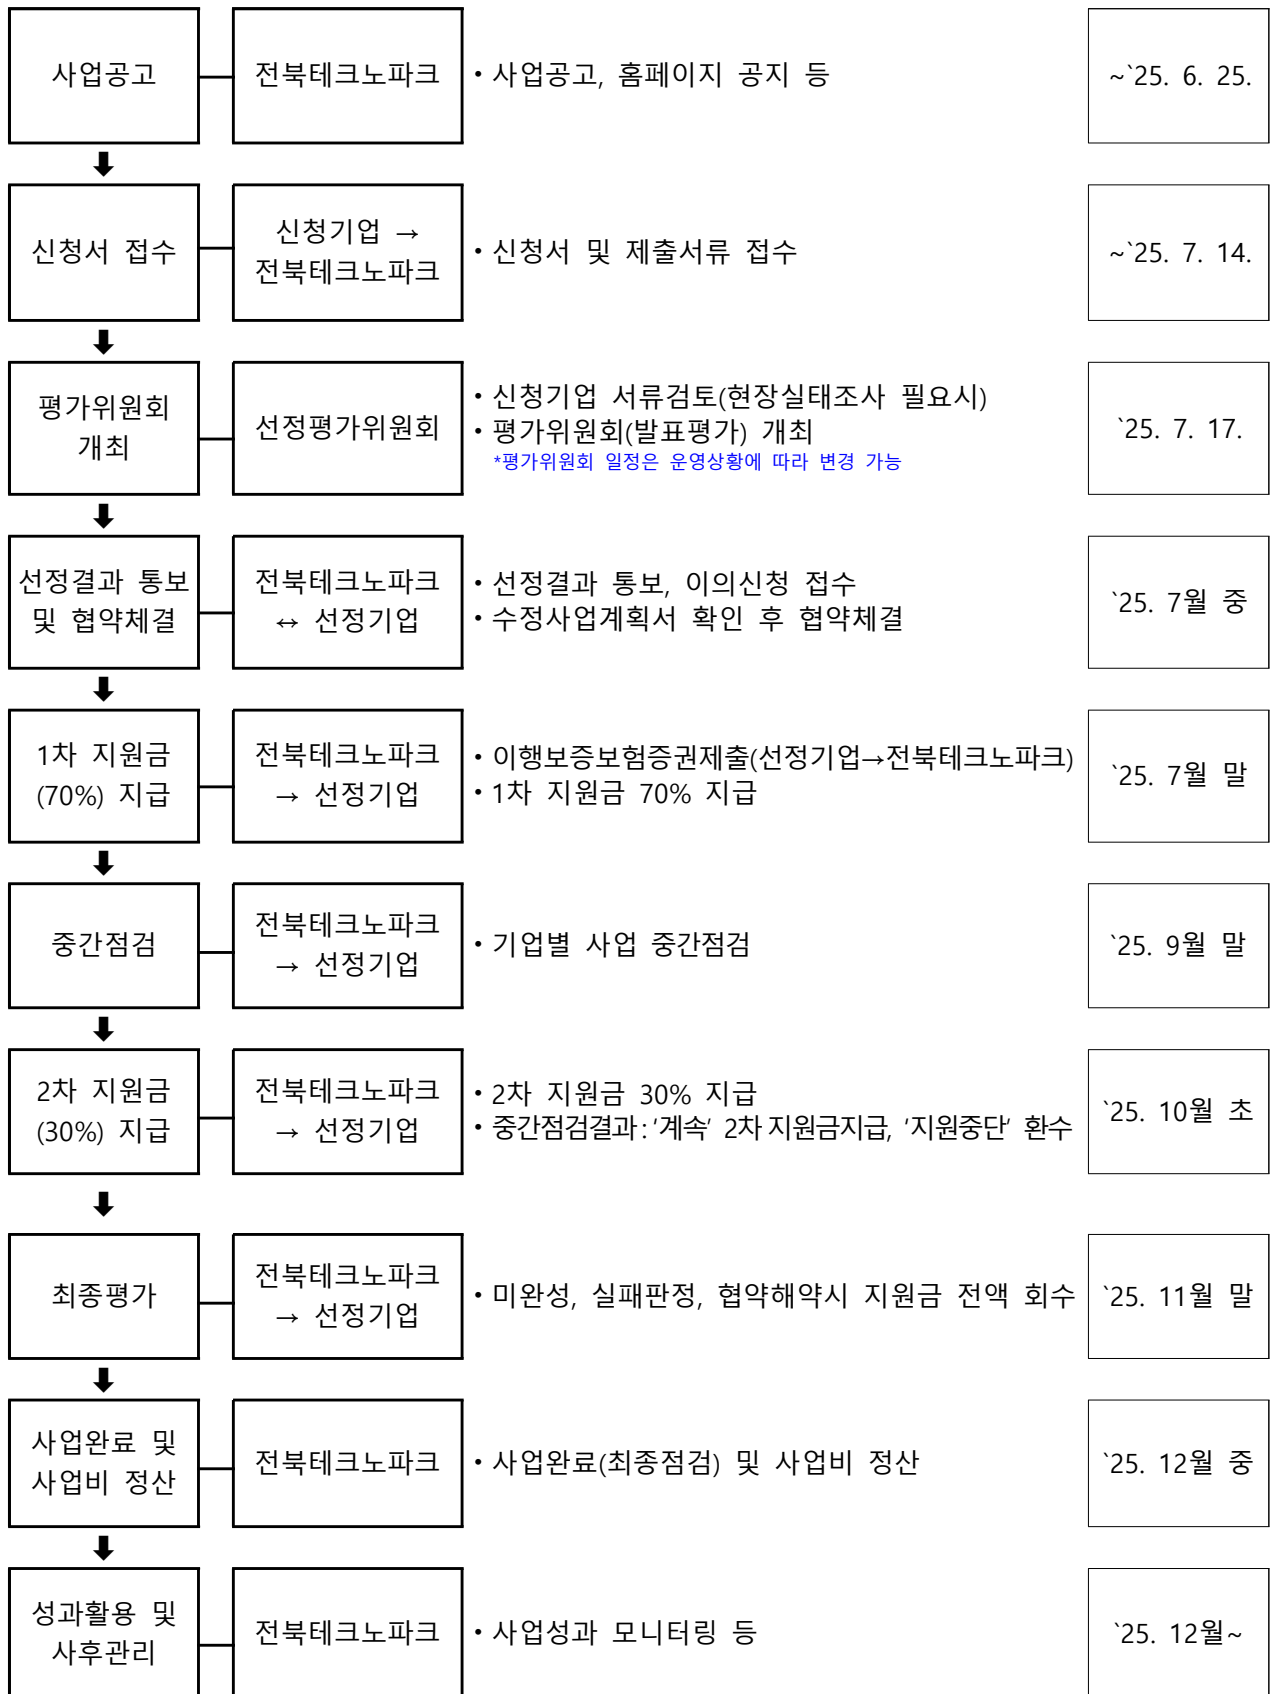 사업공고
전북테크노파크
• 사업공고, 홈페이지 공지 등
~`25. 6. 25.
신청서 접수
신청기업 →
전북테크노파크
• 신청서 및 제출서류 접수
~`25. 7. 14.
평가위원회
개최
선정평가위원회
• 신청기업 서류검토(현장실태조사 필요시)
• 평가위원회(발표평가) 개최
*평가위원회 일정은 운영상황에 따라 변경 가능
`25. 7. 17.
선정결과 통보
및 협약체결
전북테크노파크
↔ 선정기업
• 선정결과 통보, 이의신청 접수
• 수정사업계획서 확인 후 협약체결
`25. 7월 중
1차 지원금
(70%) 지급
전북테크노파크
→ 선정기업
• 이행보증보험증권제출(선정기업→전북테크노파크)
• 1차 지원금 70% 지급
`25. 7월 말
중간점검
전북테크노파크
→ 선정기업
• 기업별 사업 중간점검
`25. 9월 말
2차 지원금
(30%) 지급
전북테크노파크
→ 선정기업
• 2차 지원금 30% 지급
• 중간점검결과 : '계속' 2차 지원금지급, '지원중단' 환수
`25. 10월 초
최종평가
전북테크노파크
→ 선정기업
• 미완성, 실패판정, 협약해약시 지원금 전액 회수
`25. 11월 말
사업완료 및
사업비 정산
전북테크노파크
• 사업완료(최종점검) 및 사업비 정산
`25. 12월 중
성과활용 및
사후관리
전북테크노파크
• 사업성과 모니터링 등
`25. 12월~